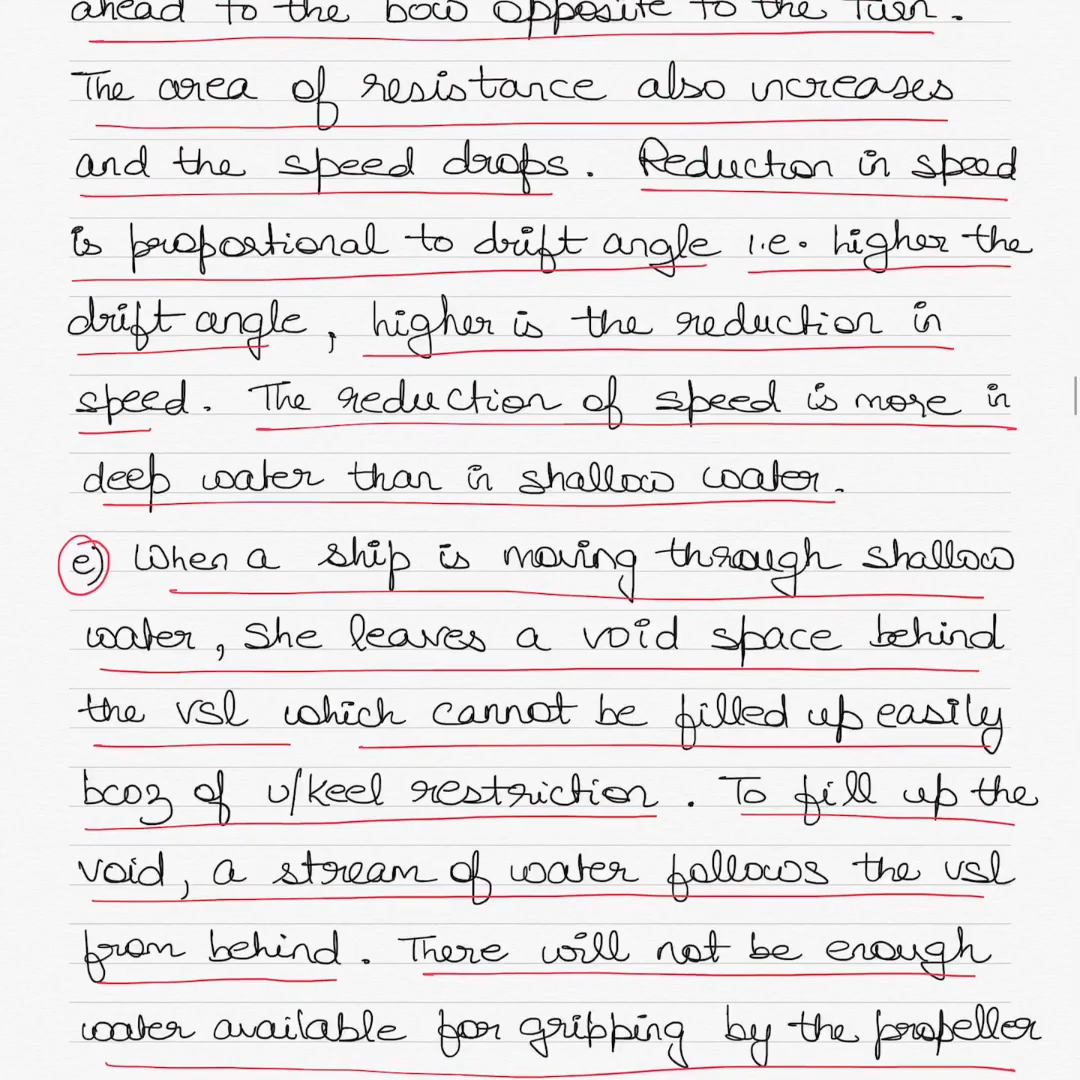 ahead to the bow opposite to the turn.
The area of resistance also increases
and the speed drops. Reduction in speed
is proportional to drift angle i.e. higher the
drift angle, higher is the reduction in
speed. The reduction of speed is more in
deep water than in shallow water.
e) When a ship is moving through shallow
water, she leaves a void space behind
the vsl which cannot be filled up easily
bcoz of u/keel restriction. To fill up the
void, a stream of water follows the vsl
from behind. There will not be enough
water available for gripping by the propeller